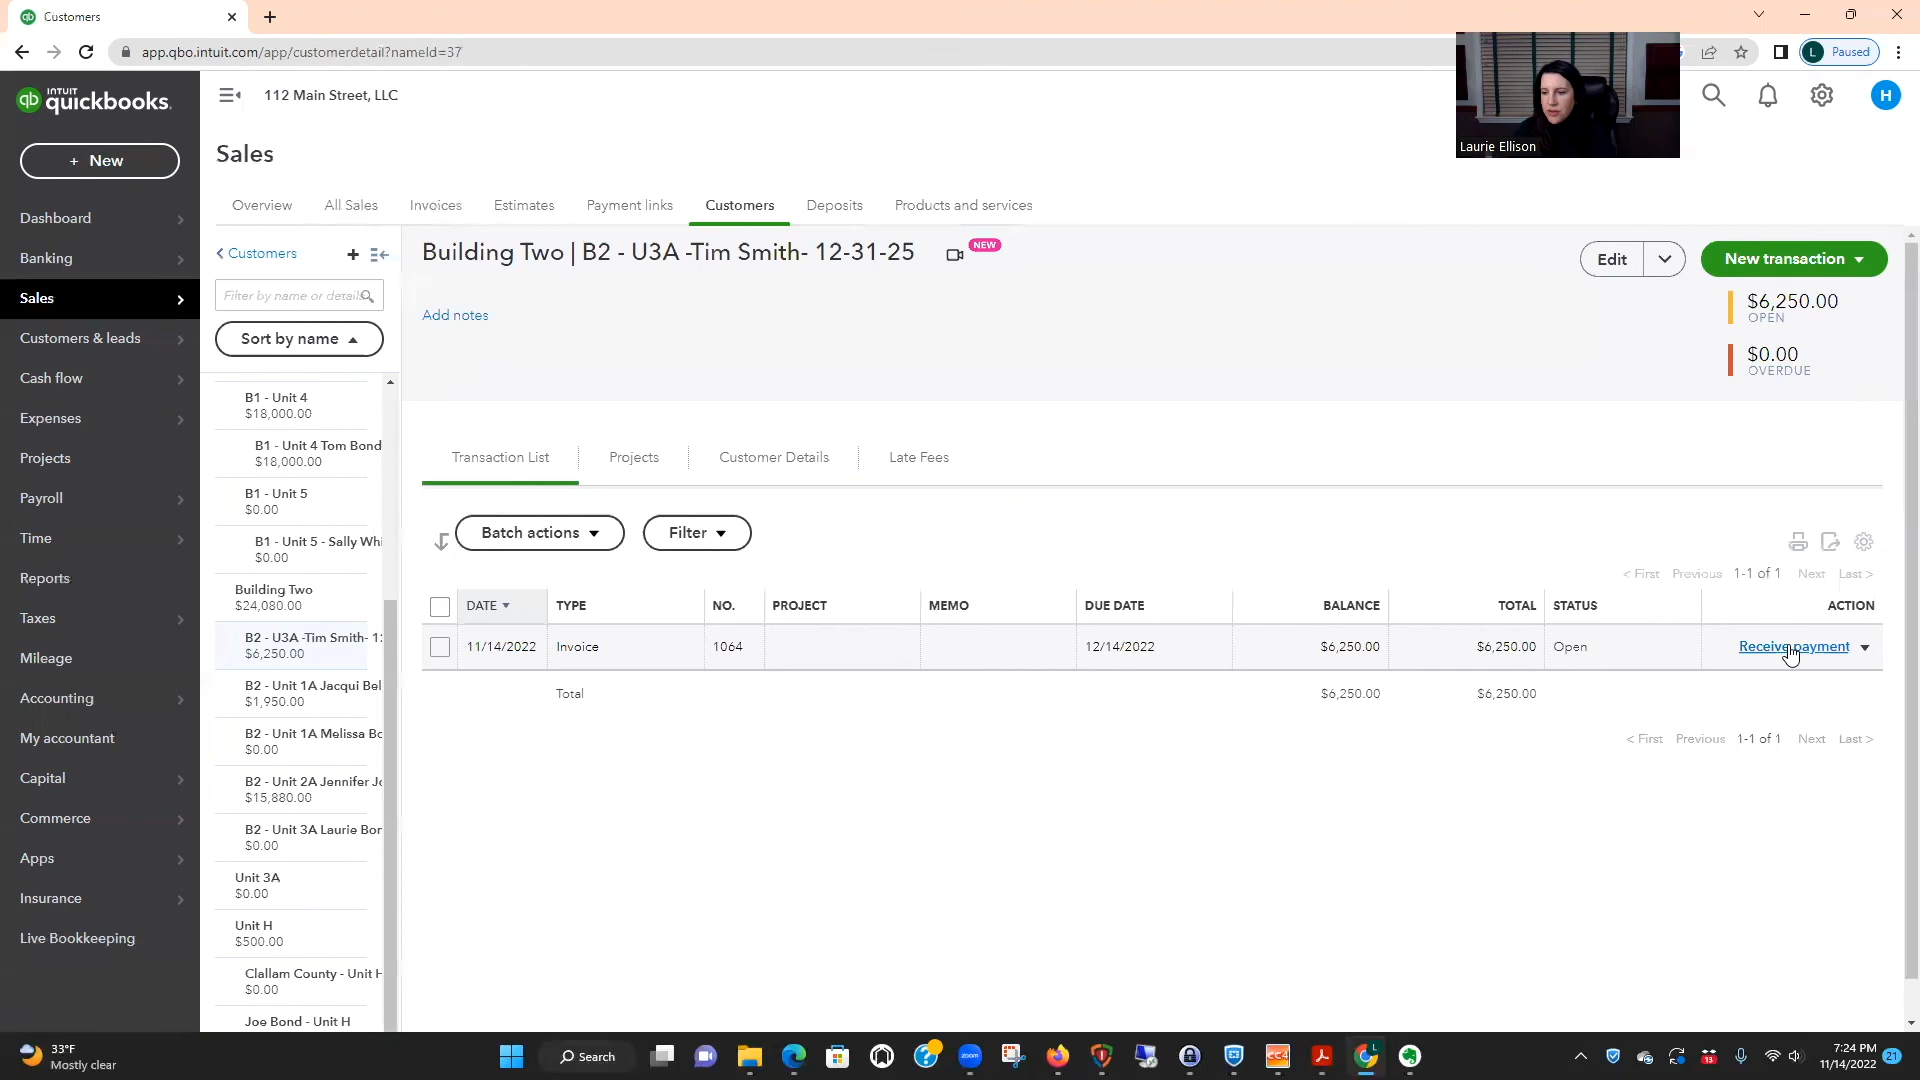 Customers
app.qbo.intuit.com/app/customerdetail?nameId=37
L Paused
INTUIT
qb quickbooks.
112 Main Street, LLC
H
Laurie Ellison
+ New
Sales
Dashboard
Banking
Sales
Customers & leads
Cash flow
Expenses
Projects
Payroll
Time
Reports
Taxes
Mileage
Accounting
My accountant
Capital
Commerce
Apps
Insurance
Live Bookkeeping
Overview
All Sales
Invoices
Estimates
Payment links
Customers
Deposits
Products and services
< Customers
Filter by name or details
Sort by name
B1 - Unit 4
$18,000.00
B1 - Unit 4 Tom Bond
$18,000.00
B1 - Unit 5
$0.00
B1 - Unit 5 - Sally Whi
$0.00
Building Two
$24,080.00
B2 - U3A -Tim Smith- 1
$6,250.00
B2 - Unit 1A Jacqui Bel
$1,950.00
B2 - Unit 1A Melissa Bo
$0.00
B2 - Unit 2A Jennifer Jo
$15,880.00
B2 - Unit 3A Laurie Bor
$0.00
Unit 3A
$0.00
Unit H
$500.00
Clallam County - Unit H
$0.00
Joe Bond - Unit H
Building Two | B2 - U3A -Tim Smith- 12-31-25
NEW
Add notes
Edit
New transaction
$6,250.00
OPEN
$0.00
OVERDUE
Transaction List
Projects
Customer Details
Late Fees
Batch actions
Filter
< First Previous 1-1 of 1 Next Last >
DATE TYPE NO. PROJECT MEMO DUE DATE BALANCE TOTAL STATUS ACTION
11/14/2022 Invoice 1064 12/14/2022 $6,250.00 $6,250.00 Open Receive payment
Total $6,250.00 $6,250.00
< First Previous 1-1 of 1 Next Last >
33°F
Mostly clear
Search
zoom
CC4
L
13
7:24 PM
11/14/2022
21